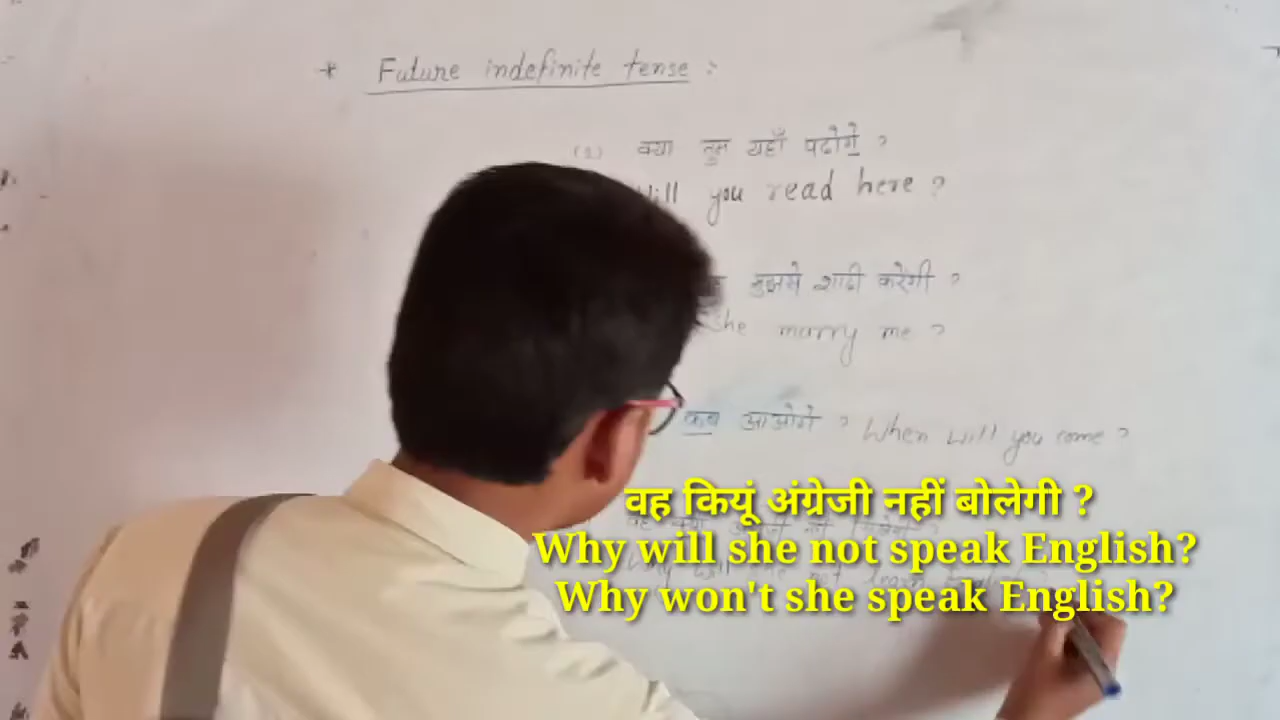 * Future indefinite tense :
(1) क्या तुम यहाँ पढोगे ?
Will you read here ?
मुझसे शादी करेगी ?
She marry me ?
कब आओगे ? When will you come ?
वह कियूं अंग्रेजी नहीं बोलेगी ?
Why will she not speak English?
Why won't she speak English?